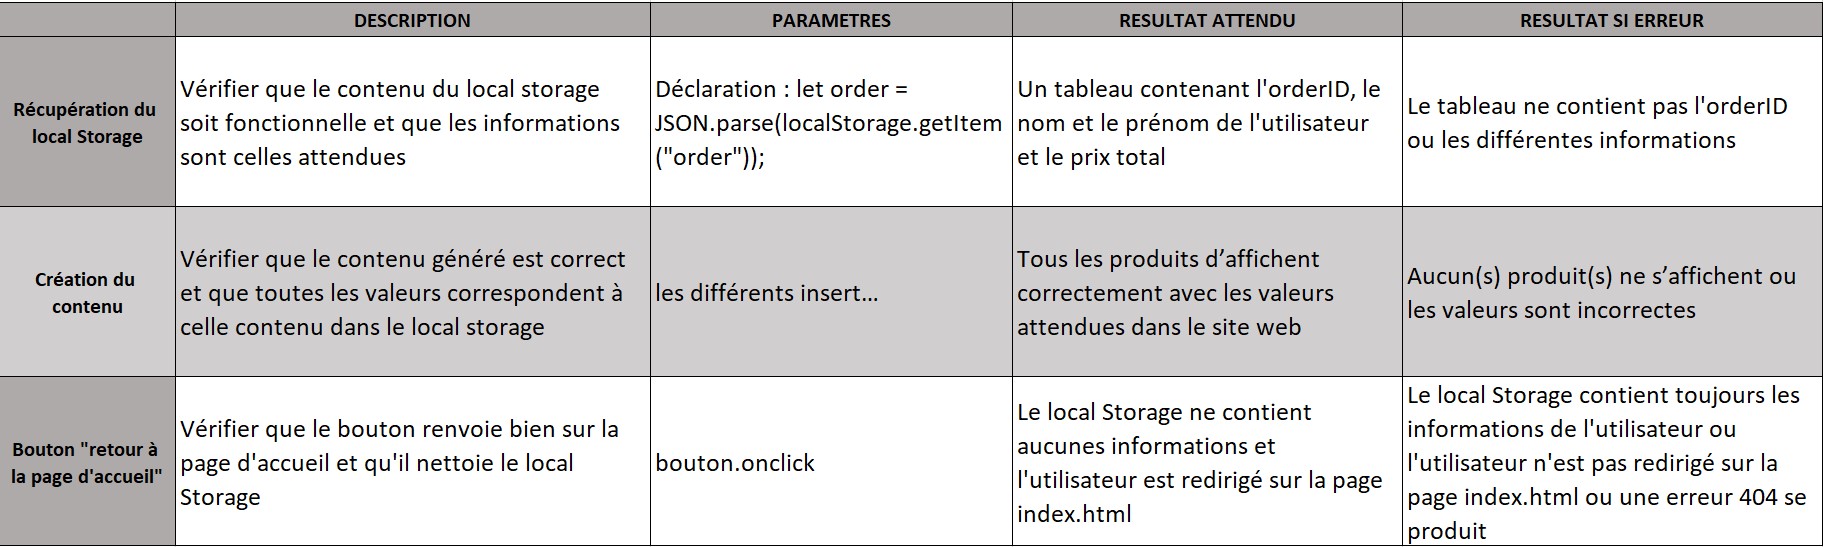 DESCRIPTION
PARAMETRES
RESULTAT ATTENDU
RESULTAT SI ERREUR
Récupération du
local Storage
Vérifier que le contenu du local storage
soit fonctionnelle et que les informations
sont celles attendues
Déclaration : let order =
JSON.parse(localStorage.getItem
("order"));
Un tableau contenant l'orderID, le
nom et le prénom de l'utilisateur
et le prix total
Le tableau ne contient pas l'orderID
ou les différentes informations
Création du
contenu
Vérifier que le contenu généré est correct
et que toutes les valeurs correspondent à
celle contenu dans le local storage
les différents insert...
Tous les produits d’affichent
correctement avec les valeurs
attendues dans le site web
Aucun(s) produit(s) ne s’affichent ou
les valeurs sont incorrectes
Bouton "retour à
la page d'accueil"
Vérifier que le bouton renvoie bien sur la
page d'accueil et qu'il nettoie le local
Storage
bouton.onclick
Le local Storage ne contient
aucunes informations et
l'utilisateur est redirigé sur la page
index.html
Le local Storage contient toujours les
informations de l'utilisateur ou
l'utilisateur n'est pas redirigé sur la
page index.html ou une erreur 404 se
produit